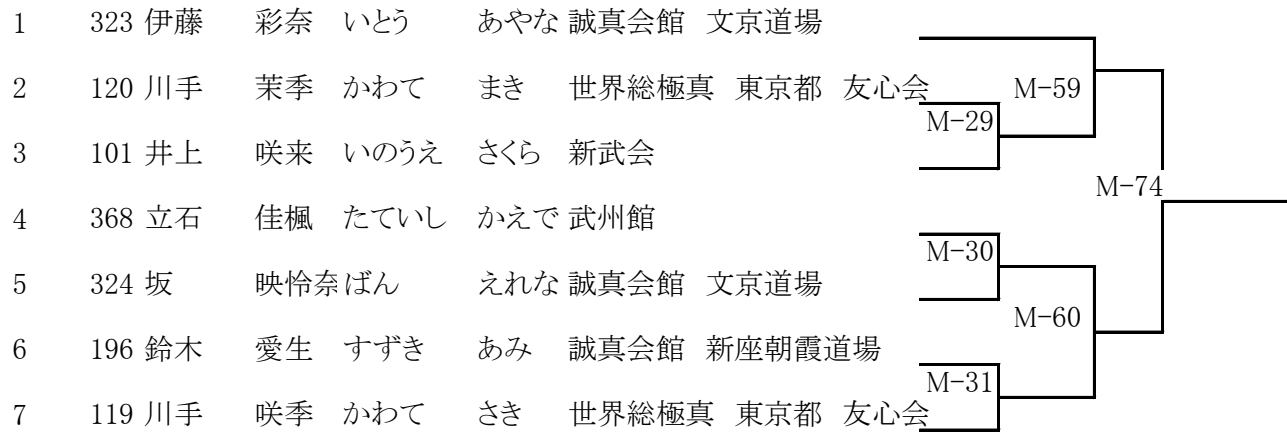 1 323 伊藤 彩奈 いとう あやな 誠真会館 文京道場
2 120 川手 茉季 かわて まき 世界総極真 東京都 友心会 M-59
M-29
3 101 井上 咲来 いのうえ さくら 新武会
M-74
4 368 立石 佳楓 たていし かえで 武州館
M-30
5 324 坂 映怜奈 ばん えれな 誠真会館 文京道場
M-60
6 196 鈴木 愛生 すずき あみ 誠真会館 新座朝霞道場
M-31
7 119 川手 咲季 かわて さき 世界総極真 東京都 友心会